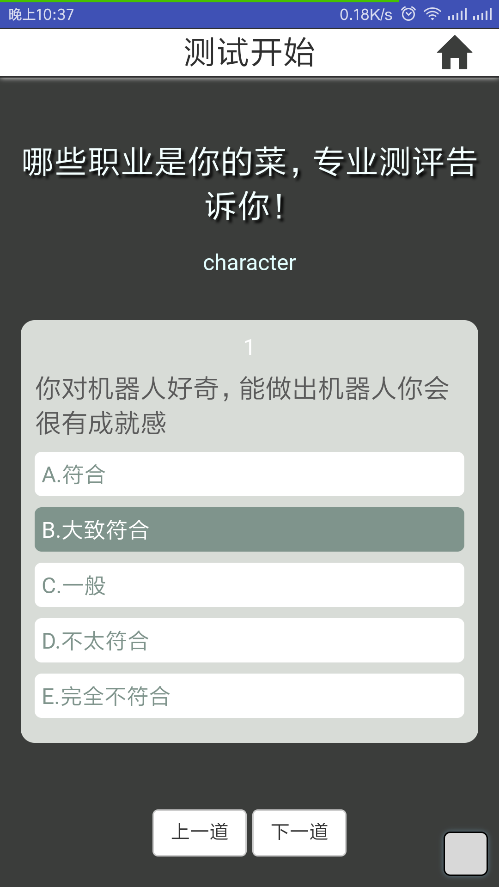 晚上10:37
0.18K/s
测试开始
哪些职业是你的菜，专业测评告
诉你！
character
1
你对机器人好奇，能做出机器人你会
很有成就感
A.符合
B.大致符合
C.一般
D.不太符合
E.完全不符合
上一道
下一道